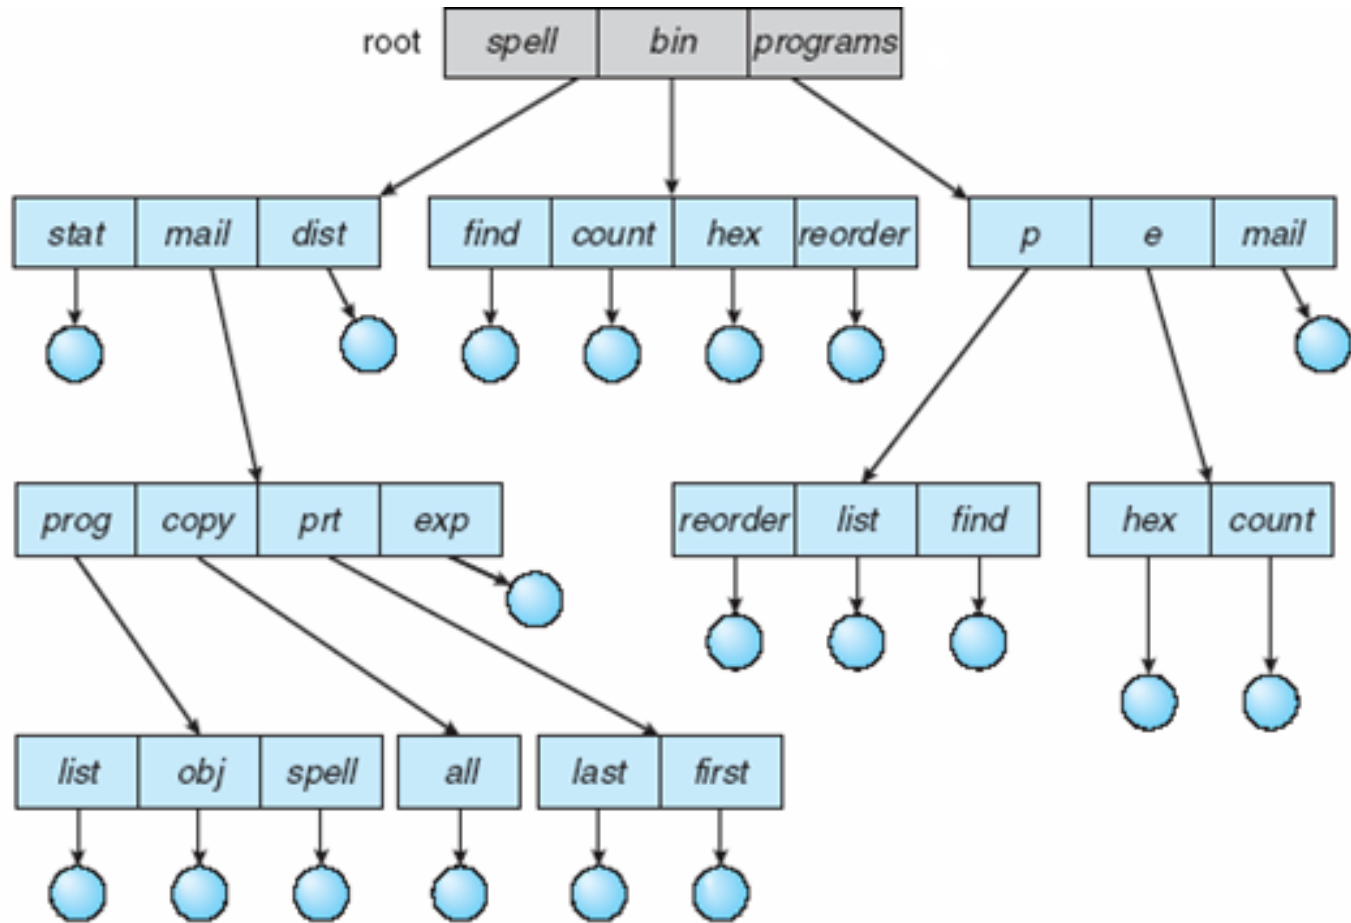 root spell bin programs
stat mail dist find count hex reorder p e mail
prog copy prt exp reorder list find hex count
list obj spell all last first